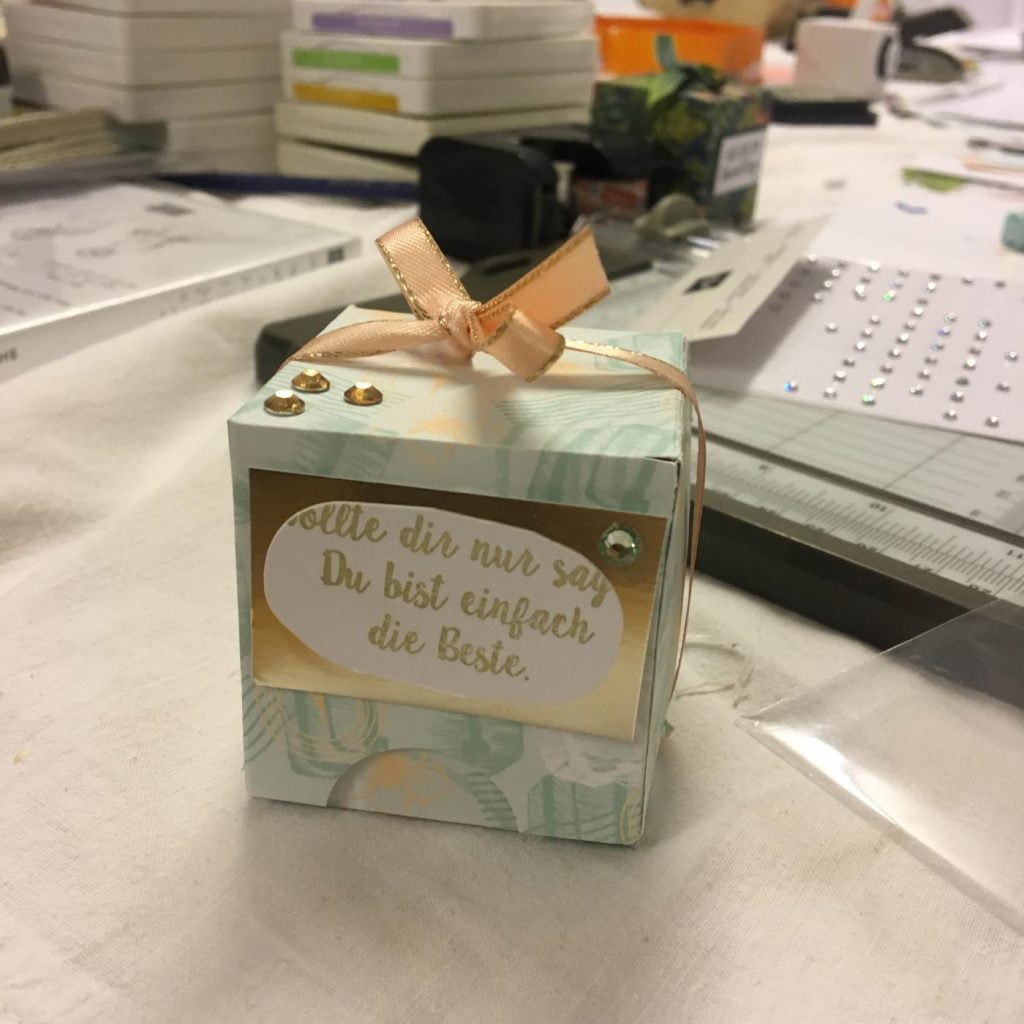 ollte dir nur sag
Du bist einfach
die Beste.